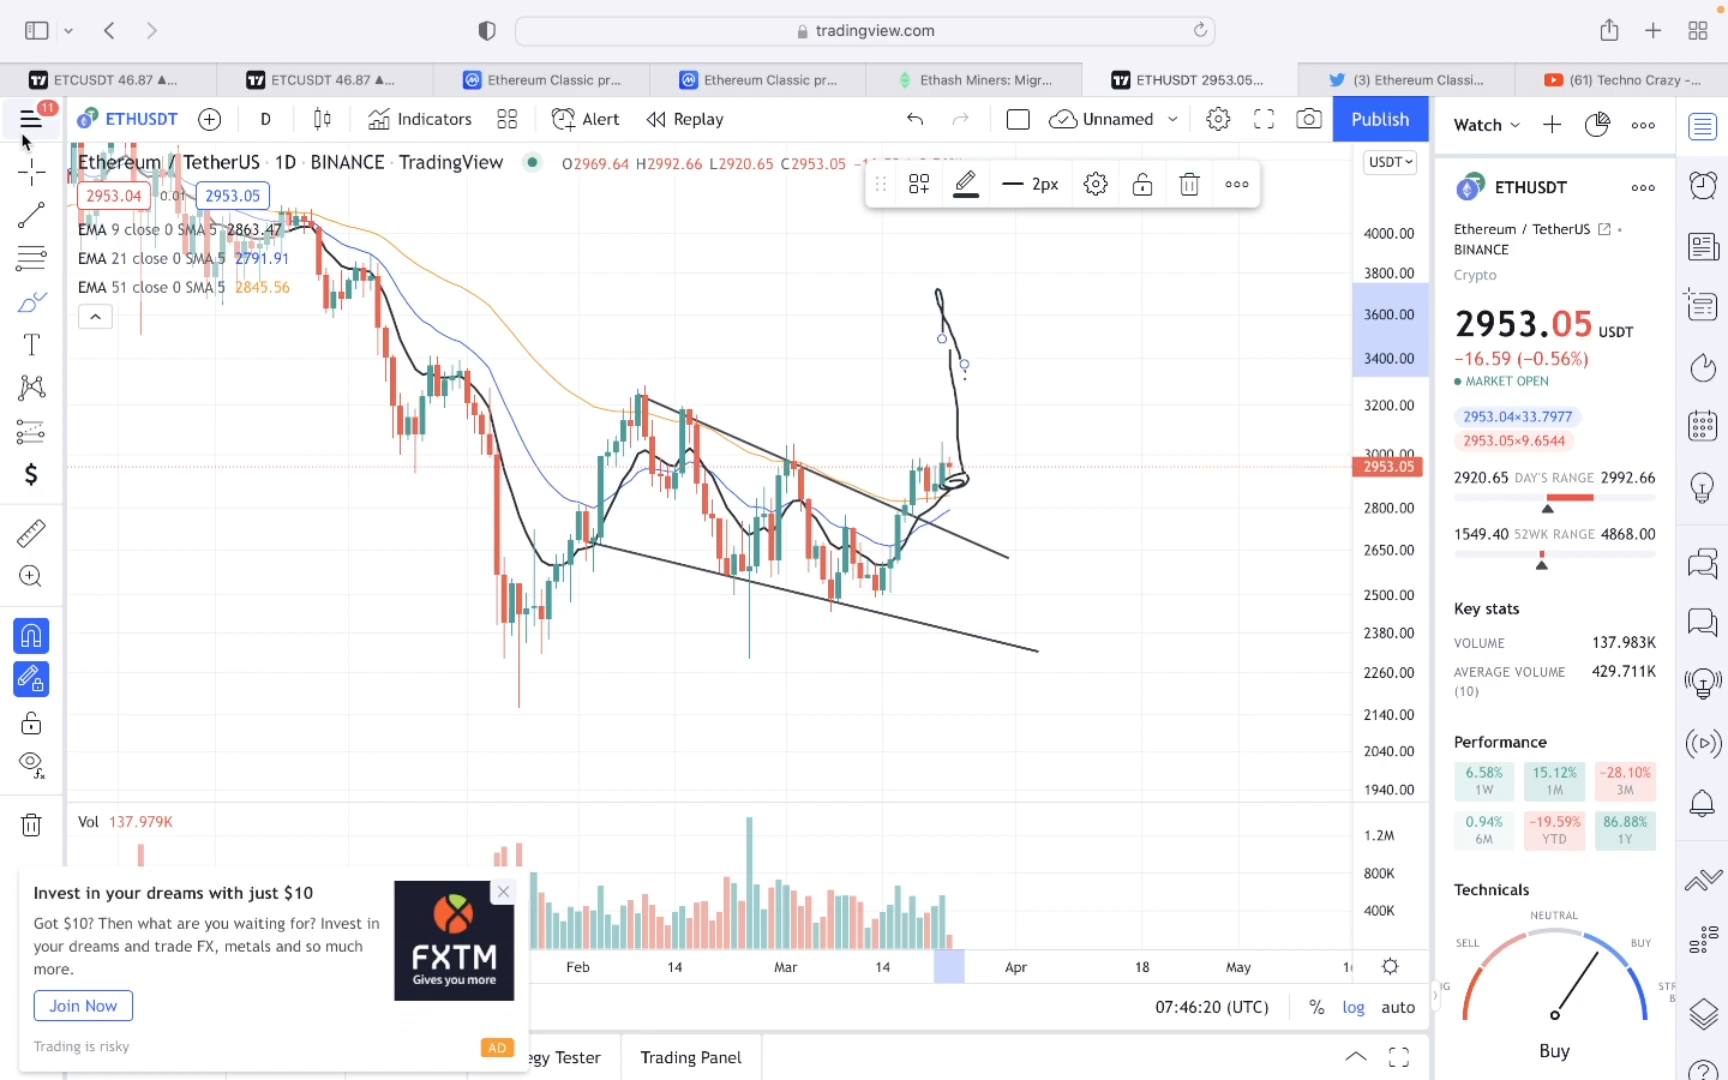 tradingview.com
ETCUSDT 46.87 ▲...
ETCUSDT 46.87 ▲...
Ethereum Classic pr...
Ethereum Classic pr...
Ethash Miners: Migr...
ETHUSDT 2953.05...
(3) Ethereum Classi...
(61) Techno Crazy -...
11
ETHUSDT
D
Indicators
Alert
Replay
Unnamed
Publish
Watch
Ethereum / TetherUS · 1D · BINANCE · TradingView
O2969.64 H2992.66 L2920.65 C2953.05
USDT
2953.04
0.01
2953.05
2px
EMA 9 close 0 SMA 5 2863.47
EMA 21 close 0 SMA 5 2791.91
EMA 51 close 0 SMA 5 2845.56
4000.00
3800.00
3600.00
3400.00
3200.00
3000.00
2953.05
2800.00
2650.00
2500.00
2380.00
2260.00
2140.00
2040.00
1940.00
Vol 137.979K
1.2M
800K
400K
Feb
14
Mar
14
Apr
18
May
07:46:20 (UTC)
%
log
auto
egy Tester
Trading Panel
Invest in your dreams with just $10
Got $10? Then what are you waiting for? Invest in
your dreams and trade FX, metals and so much
more.
Join Now
Trading is risky
AD
FXTM
Gives you more
ETHUSDT
Ethereum / TetherUS
BINANCE
Crypto
2953.05 USDT
−16.59 (−0.56%)
MARKET OPEN
2953.04×33.7977
2953.05×9.6544
2920.65 DAY'S RANGE 2992.66
1549.40 52WK RANGE 4868.00
Key stats
VOLUME 137.983K
AVERAGE VOLUME 429.711K
(10)
Performance
6.58% 15.12% −28.10%
1W 1M 3M
0.94% −19.59% 86.88%
6M YTD 1Y
Technicals
NEUTRAL
SELL
BUY
Buy